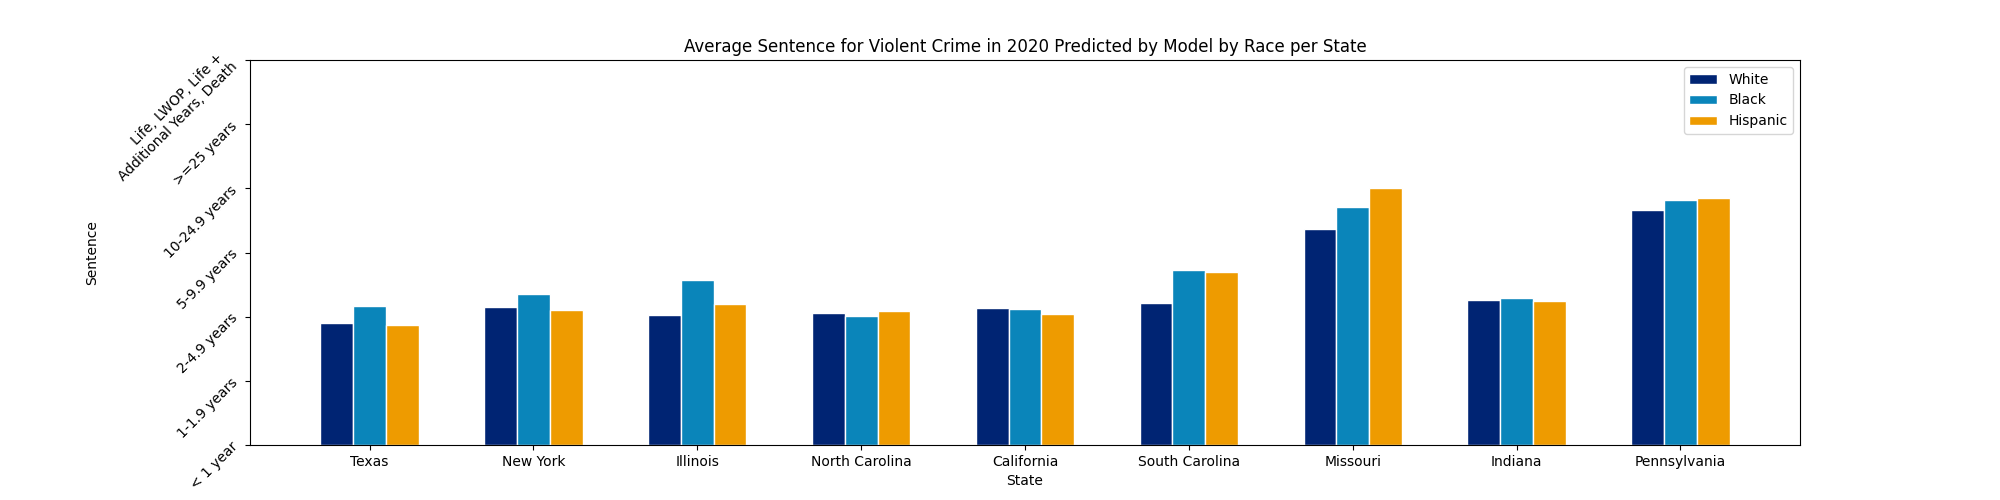 Average Sentence for Violent Crime in 2020 Predicted by Model by Race per State
Life, LWOP, Life +
Additional Years, Death
>=25 years
10-24.9 years
5-9.9 years
2-4.9 years
1-1.9 years
< 1 year
Sentence
White
Black
Hispanic
Texas
New York
Illinois
North Carolina
California
South Carolina
Missouri
Indiana
Pennsylvania
State